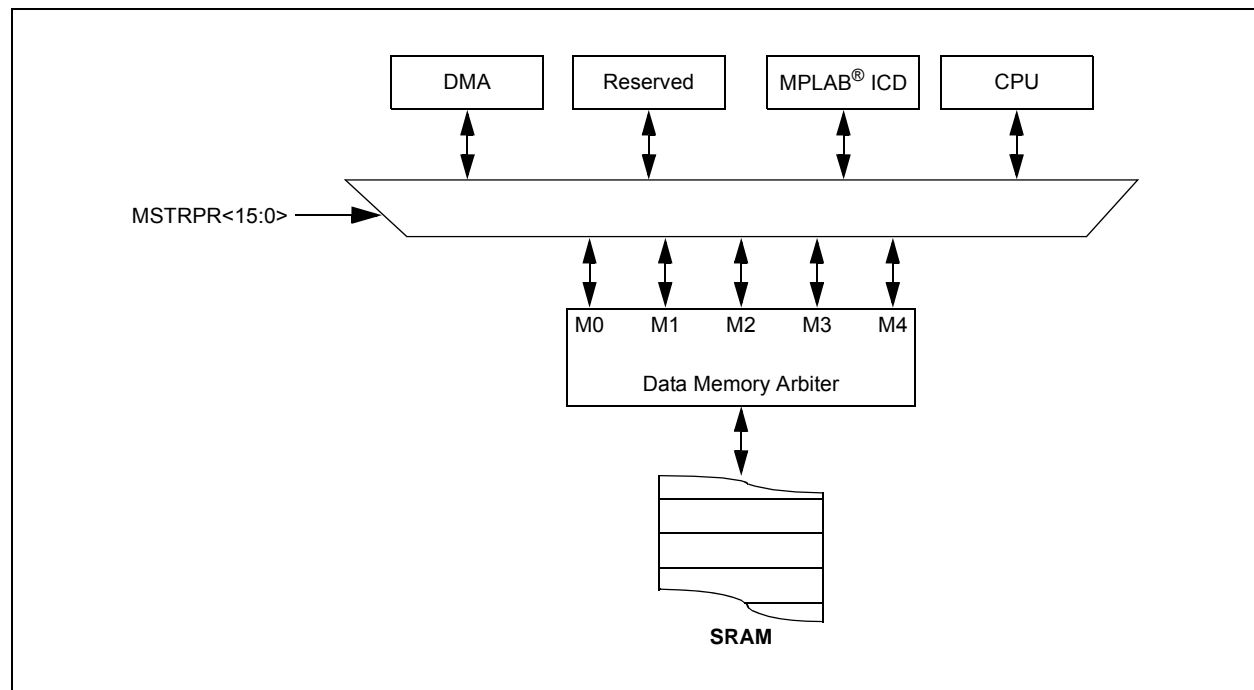 DMA
Reserved
MPLAB® ICD
CPU
MSTRPR<15:0>
M0 M1 M2 M3 M4
Data Memory Arbiter
SRAM